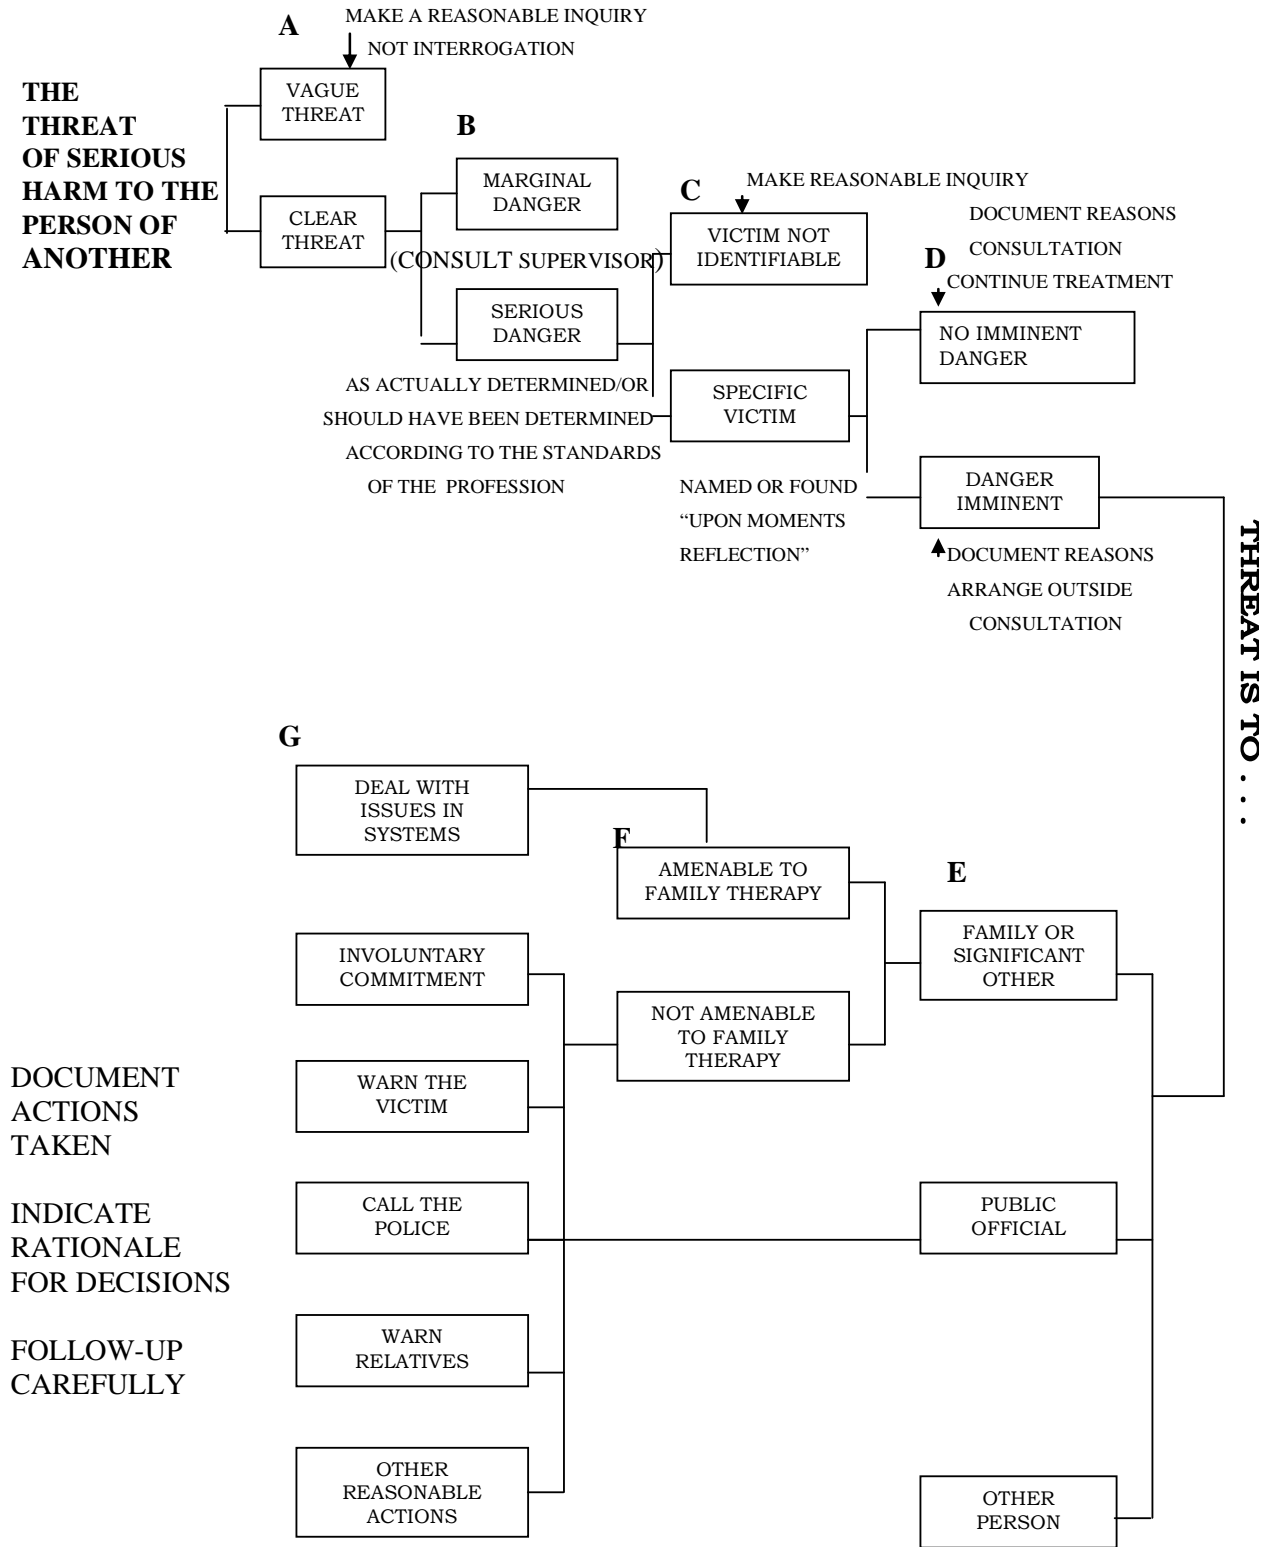 A
MAKE A REASONABLE INQUIRY
NOT INTERROGATION
THE
THREAT
OF SERIOUS
HARM TO THE
PERSON OF
ANOTHER
VAGUE
THREAT
CLEAR
THREAT
B
MARGINAL
DANGER
(CONSULT SUPERVISOR)
SERIOUS
DANGER
AS ACTUALLY DETERMINED/OR
SHOULD HAVE BEEN DETERMINED
ACCORDING TO THE STANDARDS
OF THE PROFESSION
C
MAKE REASONABLE INQUIRY
VICTIM NOT
IDENTIFIABLE
SPECIFIC
VICTIM
NAMED OR FOUND
“UPON MOMENTS
REFLECTION”
DOCUMENT REASONS
CONSULTATION
D
CONTINUE TREATMENT
NO IMMINENT
DANGER
DANGER
IMMINENT
DOCUMENT REASONS
ARRANGE OUTSIDE
CONSULTATION
THREAT IS TO . . .
G
DEAL WITH
ISSUES IN
SYSTEMS
F
AMENABLE TO
FAMILY THERAPY
E
FAMILY OR
SIGNIFICANT
OTHER
INVOLUNTARY
COMMITMENT
NOT AMENABLE
TO FAMILY
THERAPY
WARN THE
VICTIM
CALL THE
POLICE
PUBLIC
OFFICIAL
WARN
RELATIVES
OTHER
REASONABLE
ACTIONS
OTHER
PERSON
DOCUMENT
ACTIONS
TAKEN
INDICATE
RATIONALE
FOR DECISIONS
FOLLOW-UP
CAREFULLY